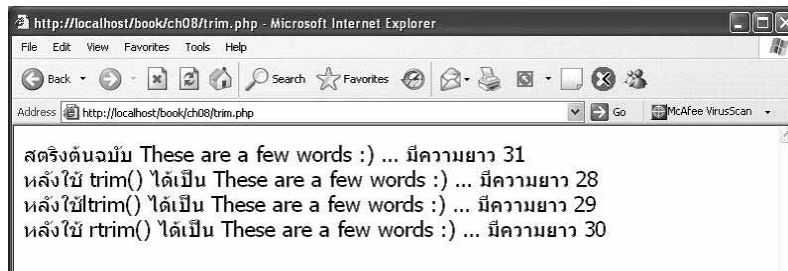 http://localhost/book/ch08/trim.php - Microsoft Internet Explorer
File Edit View Favorites Tools Help
Back Search Favorites
Address http://localhost/book/ch08/trim.php Go McAfee VirusScan
สตริงต้นฉบับ These are a few words :) ... มีความยาว 31
หลังใช้ trim() ได้เป็น These are a few words :) ... มีความยาว 28
หลังใช้ltrim() ได้เป็น These are a few words :) ... มีความยาว 29
หลังใช้ rtrim() ได้เป็น These are a few words :) ... มีความยาว 30